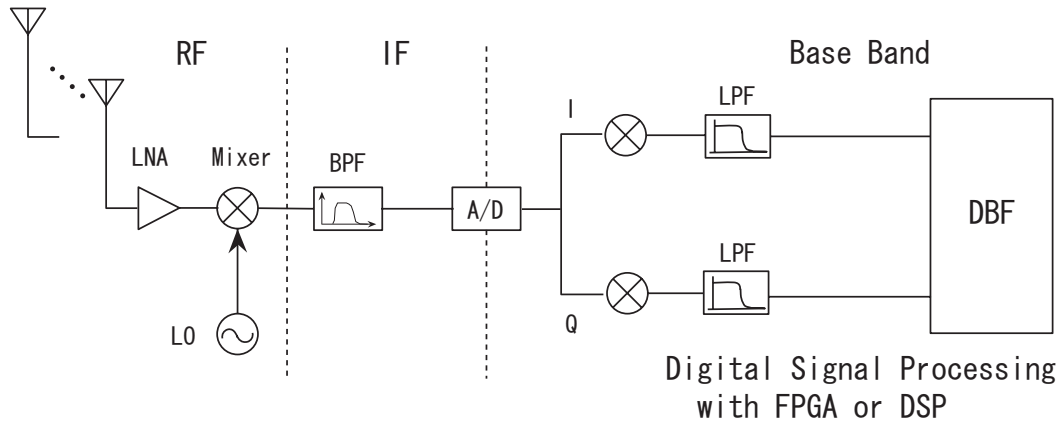 RF
IF
Base Band
LNA
Mixer
BPF
A/D
I
LPF
DBF
LPF
Q
LO
Digital Signal Processing
with FPGA or DSP